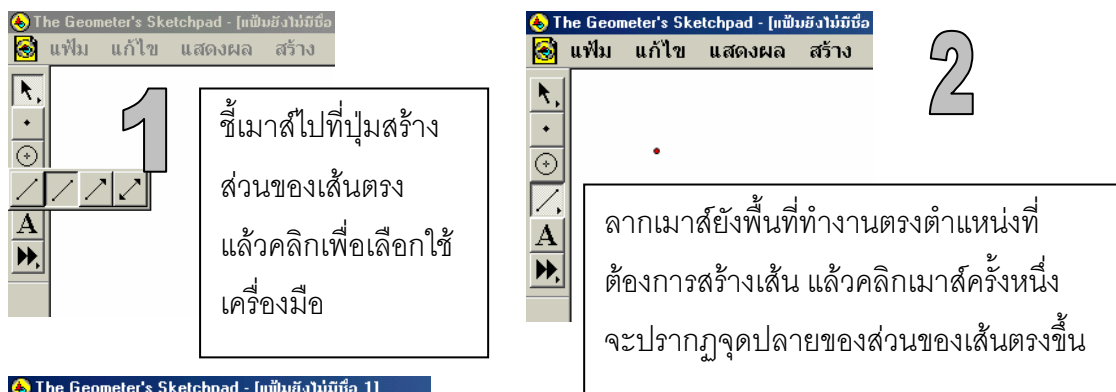 The Geometer's Sketchpad - [แฟ้มยังไม่มีชื่อ
แฟ้ม แก้ไข แสดงผล สร้าง
1
A
ชี้เมาส์ไปที่ปุ่มสร้าง
ส่วนของเส้นตรง
แล้วคลิกเพื่อเลือกใช้
เครื่องมือ
The Geometer's Sketchpad - [แฟ้มยังไม่มีชื่อ
แฟ้ม แก้ไข แสดงผล สร้าง
2
A
ลากเมาส์ยังพื้นที่ทำงานตรงตำแหน่งที่
ต้องการสร้างเส้น แล้วคลิกเมาส์ครั้งหนึ่ง
จะปรากฏจุดปลายของส่วนของเส้นตรงขึ้น
The Geometer's Sketchpad - [แฟ้มยังไม่มีชื่อ 1]